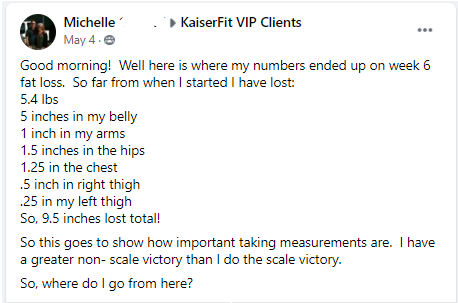 Michelle ▸ KaiserFit VIP Clients
May 4 ·
Good morning!  Well here is where my numbers ended up on week 6
fat loss.  So far from when I started I have lost:
5.4 lbs
5 inches in my belly
1 inch in my arms
1.5 inches in the hips
1.25 in the chest
.5 inch in right thigh
.25 in my left thigh
So, 9.5 inches lost total!
So this goes to show how important taking measurements are.  I have
a greater non- scale victory than I do the scale victory.
So, where do I go from here?